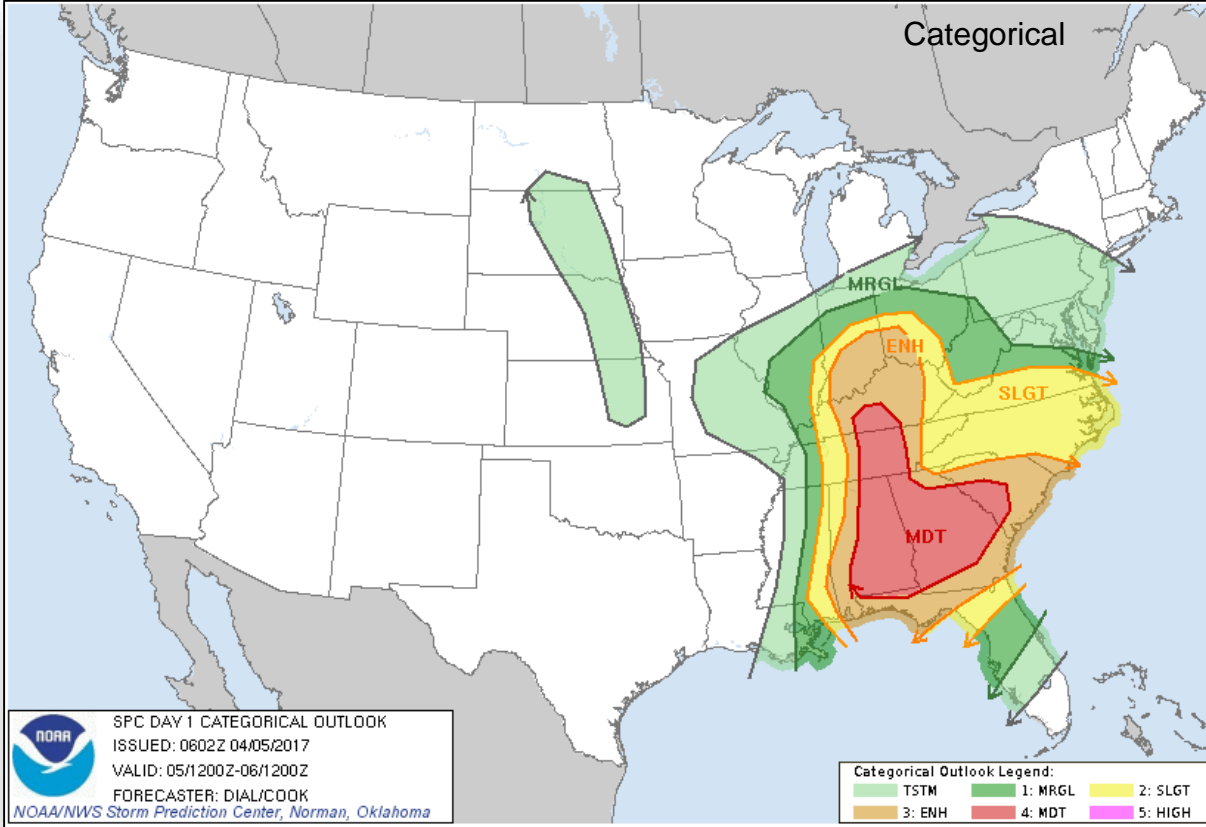 Categorical
MRGL
ENH
SLGT
MDT
NOAA
SPC DAY 1 CATEGORICAL OUTLOOK
ISSUED: 0602Z 04/05/2017
VALID: 05/1200Z-06/1200Z
FORECASTER: DIAL/COOK
NOAA/NWS Storm Prediction Center, Norman, Oklahoma
Categorical Outlook Legend:
TSTM 1: MRGL 2: SLGT
3: ENH 4: MDT 5: HIGH